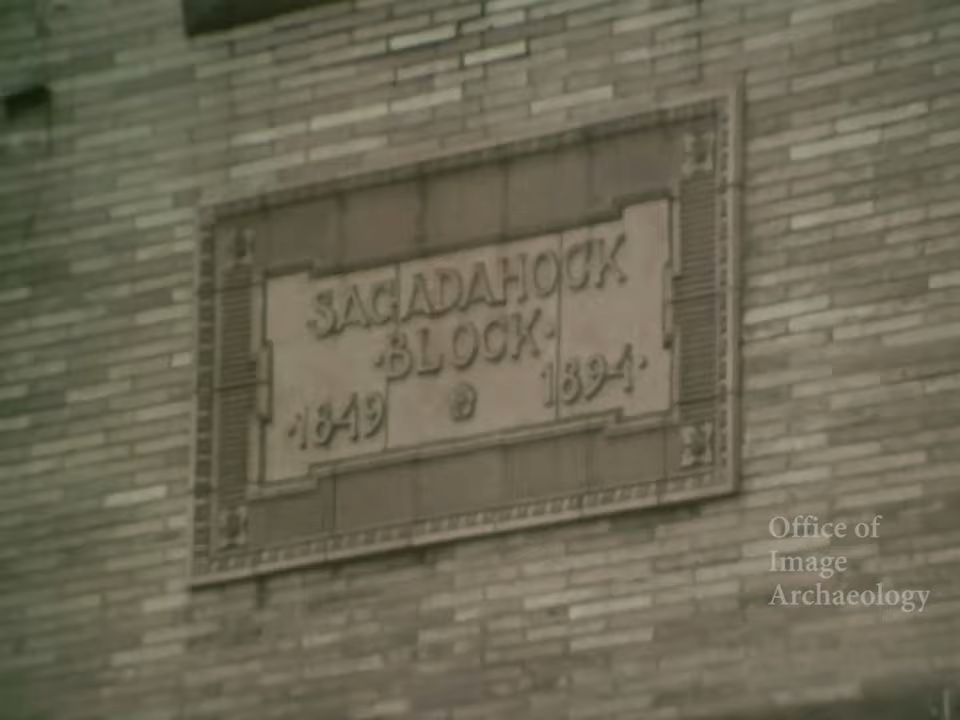 SAGADAHOCK
·BLOCK·
·1849 1894·
Office of
Image
Archaeology